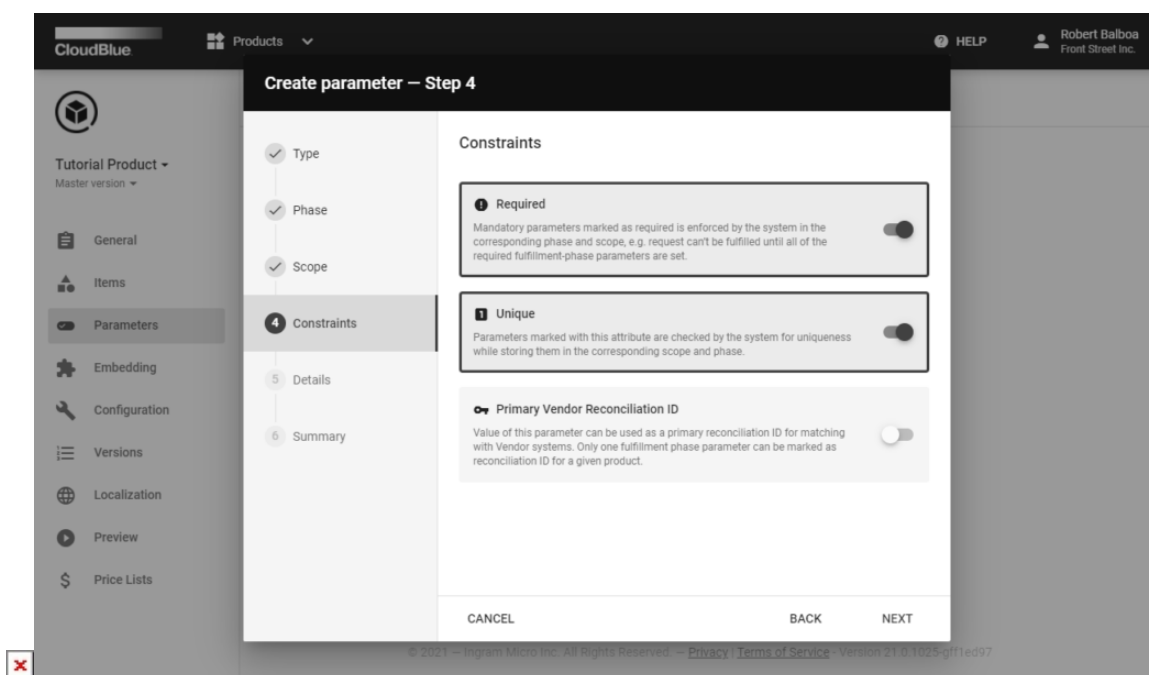 CloudBlue
Products
HELP
Robert Balboa
Front Street Inc.
Create parameter — Step 4
Tutorial Product
Master version
General
Items
Parameters
Embedding
Configuration
Versions
Localization
Preview
Price Lists
Type
Phase
Scope
4 Constraints
5 Details
6 Summary
Constraints
Required
Mandatory parameters marked as required is enforced by the system in the
corresponding phase and scope, e.g. request can't be fulfilled until all of the
required fulfillment-phase parameters are set.
1 Unique
Parameters marked with this attribute are checked by the system for uniqueness
while storing them in the corresponding scope and phase.
Primary Vendor Reconciliation ID
Value of this parameter can be used as a primary reconciliation ID for matching
with Vendor systems. Only one fulfillment phase parameter can be marked as
reconciliation ID for a given product.
CANCEL
BACK
NEXT
© 2021 — Ingram Micro Inc. All Rights Reserved. — Privacy | Terms of Service - Version 21.0.1025-gff1ed97